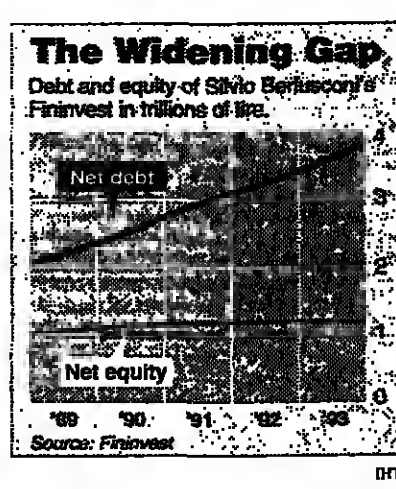 The Widening Gap
Debt and equity of Silvio Berlusconi's
Fininvest in trillions of lire.
4
Net debt
3
2
1
Net equity
0
'89 '90 '91 '92 '93
Source: Fininvest
IHT